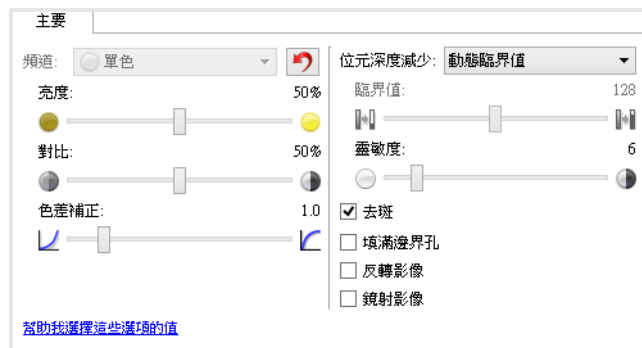 主要
頻道: 單色
亮度: 50%
對比: 50%
色差補正: 1.0
幫助我選擇這些選項的值
位元深度減少: 動態臨界值
臨界值: 128
靈敏度: 6
去斑
填滿邊界孔
反轉影像
鏡射影像